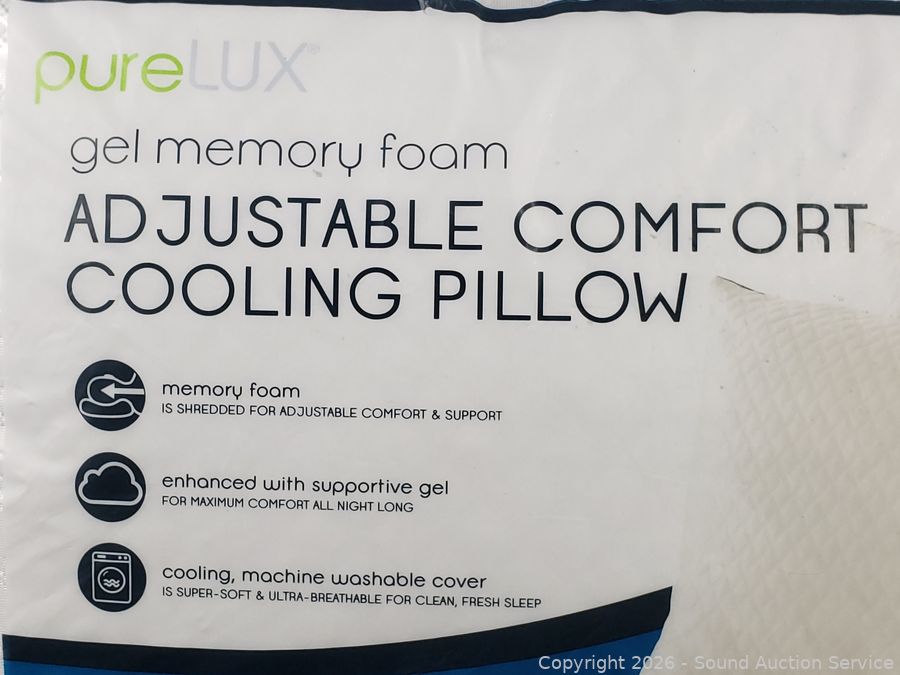 pureLUX®
gel memory foam
ADJUSTABLE COMFORT
COOLING PILLOW
memory foam
IS SHREDDED FOR ADJUSTABLE COMFORT & SUPPORT
enhanced with supportive gel
FOR MAXIMUM COMFORT ALL NIGHT LONG
cooling, machine washable cover
IS SUPER-SOFT & ULTRA-BREATHABLE FOR CLEAN, FRESH SLEEP
Copyright 2026 - Sound Auction Service